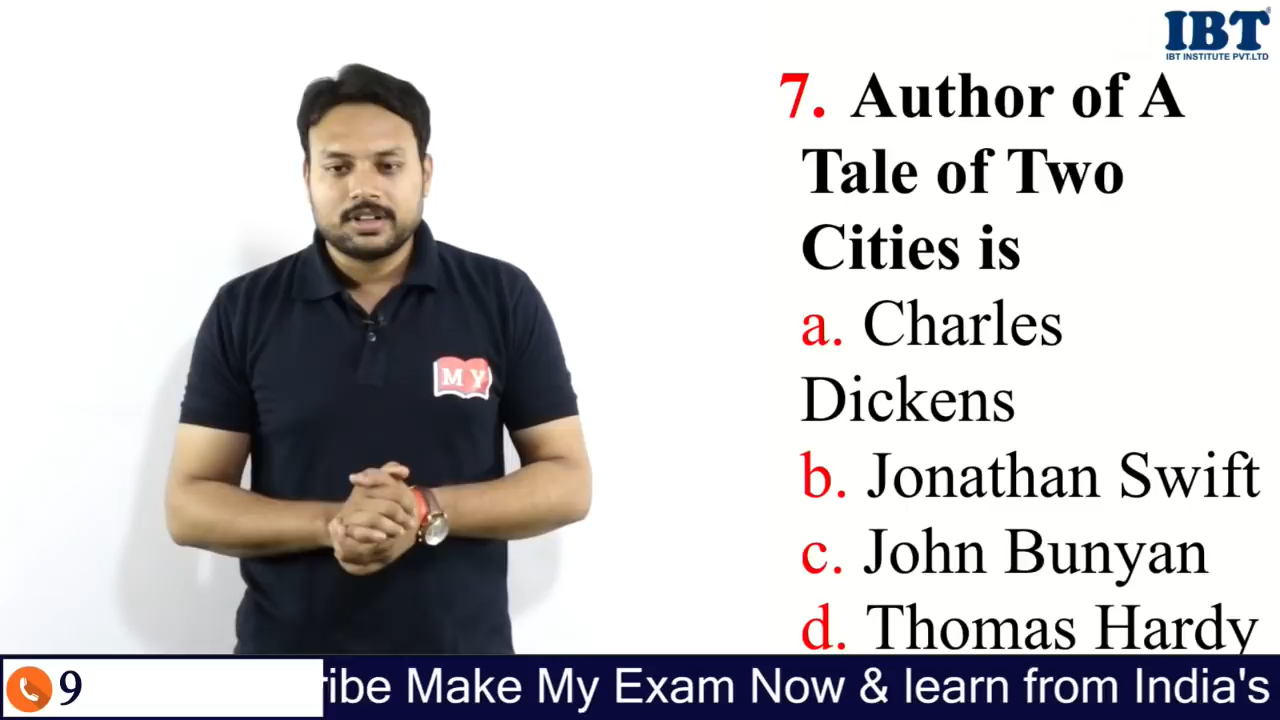 IBT
IBT INSTITUTE PVT.LTD
7. Author of A
Tale of Two
Cities is
a. Charles
Dickens
b. Jonathan Swift
c. John Bunyan
d. Thomas Hardy
M Y
9
ribe Make My Exam Now & learn from India's